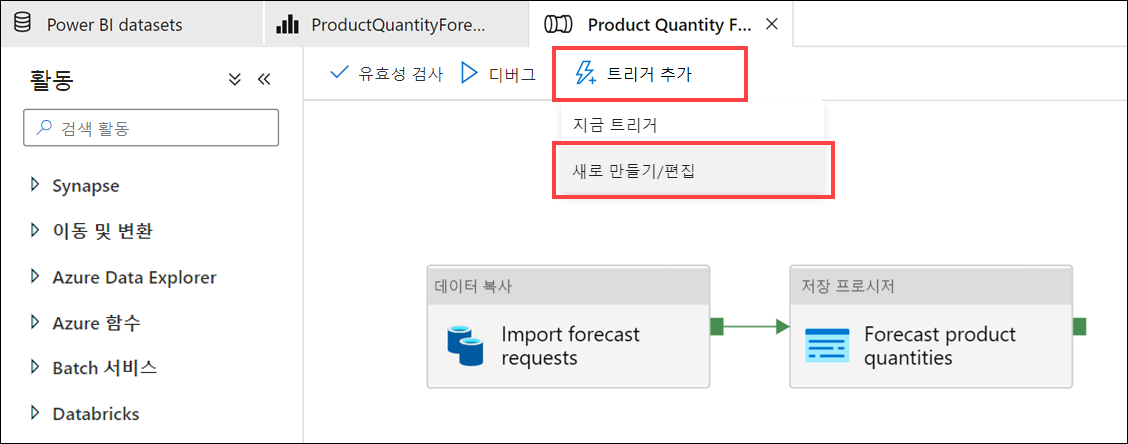 Power BI datasets
ProductQuantityFore...
Product Quantity F...
활동
검색 활동
Synapse
이동 및 변환
Azure Data Explorer
Azure 함수
Batch 서비스
Databricks
유효성 검사
디버그
트리거 추가
지금 트리거
새로 만들기/편집
데이터 복사
Import forecast
requests
저장 프로시저
Forecast product
quantities